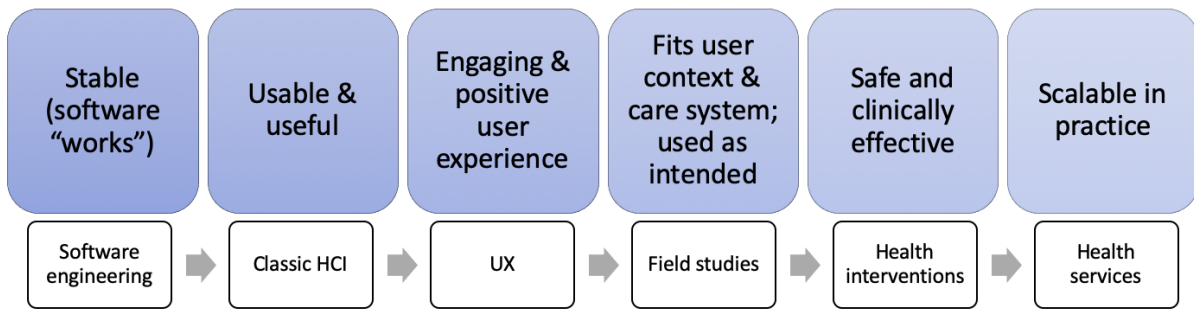 Stable
(software
“works”)
Usable &
useful
Engaging &
positive
user
experience
Fits user
context &
care system;
used as
intended
Safe and
clinically
effective
Scalable in
practice
Software
engineering
Classic HCI
UX
Field studies
Health
interventions
Health
services